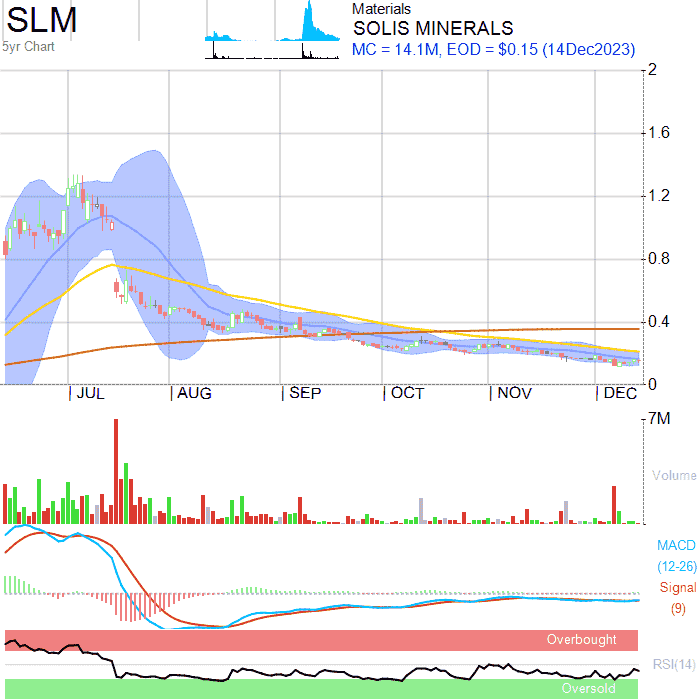 SLM
5yr Chart
Materials
SOLIS MINERALS
MC = 14.1M, EOD = $0.15 (14Dec2023)
2
1.6
1.2
0.8
0.4
0
JUL AUG SEP OCT NOV DEC
7M
Volume
MACD
(12-26)
Signal
(9)
Overbought
RSI(14)
Oversold